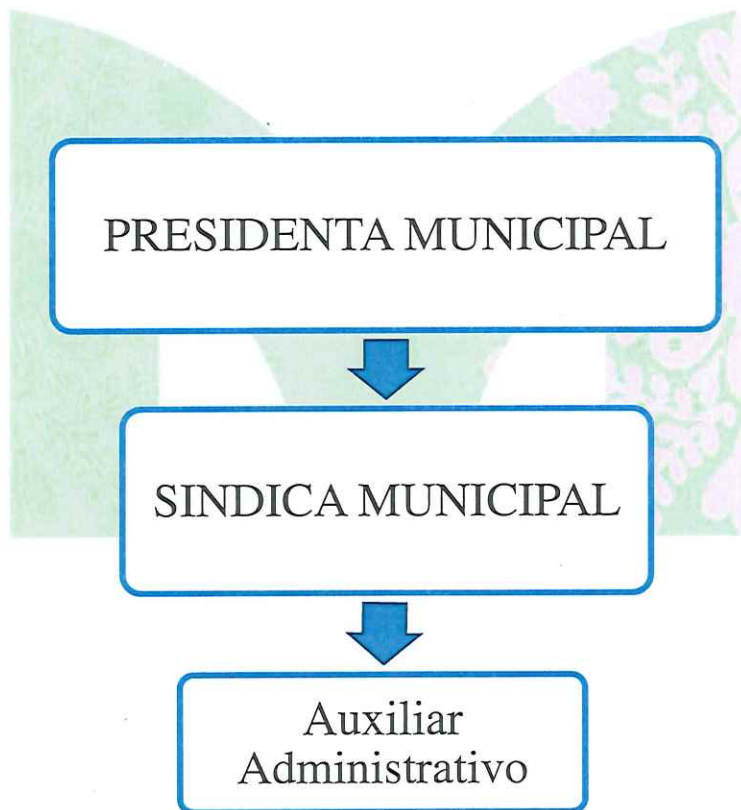 PRESIDENTA MUNICIPAL
SINDICA MUNICIPAL
Auxiliar
Administrativo